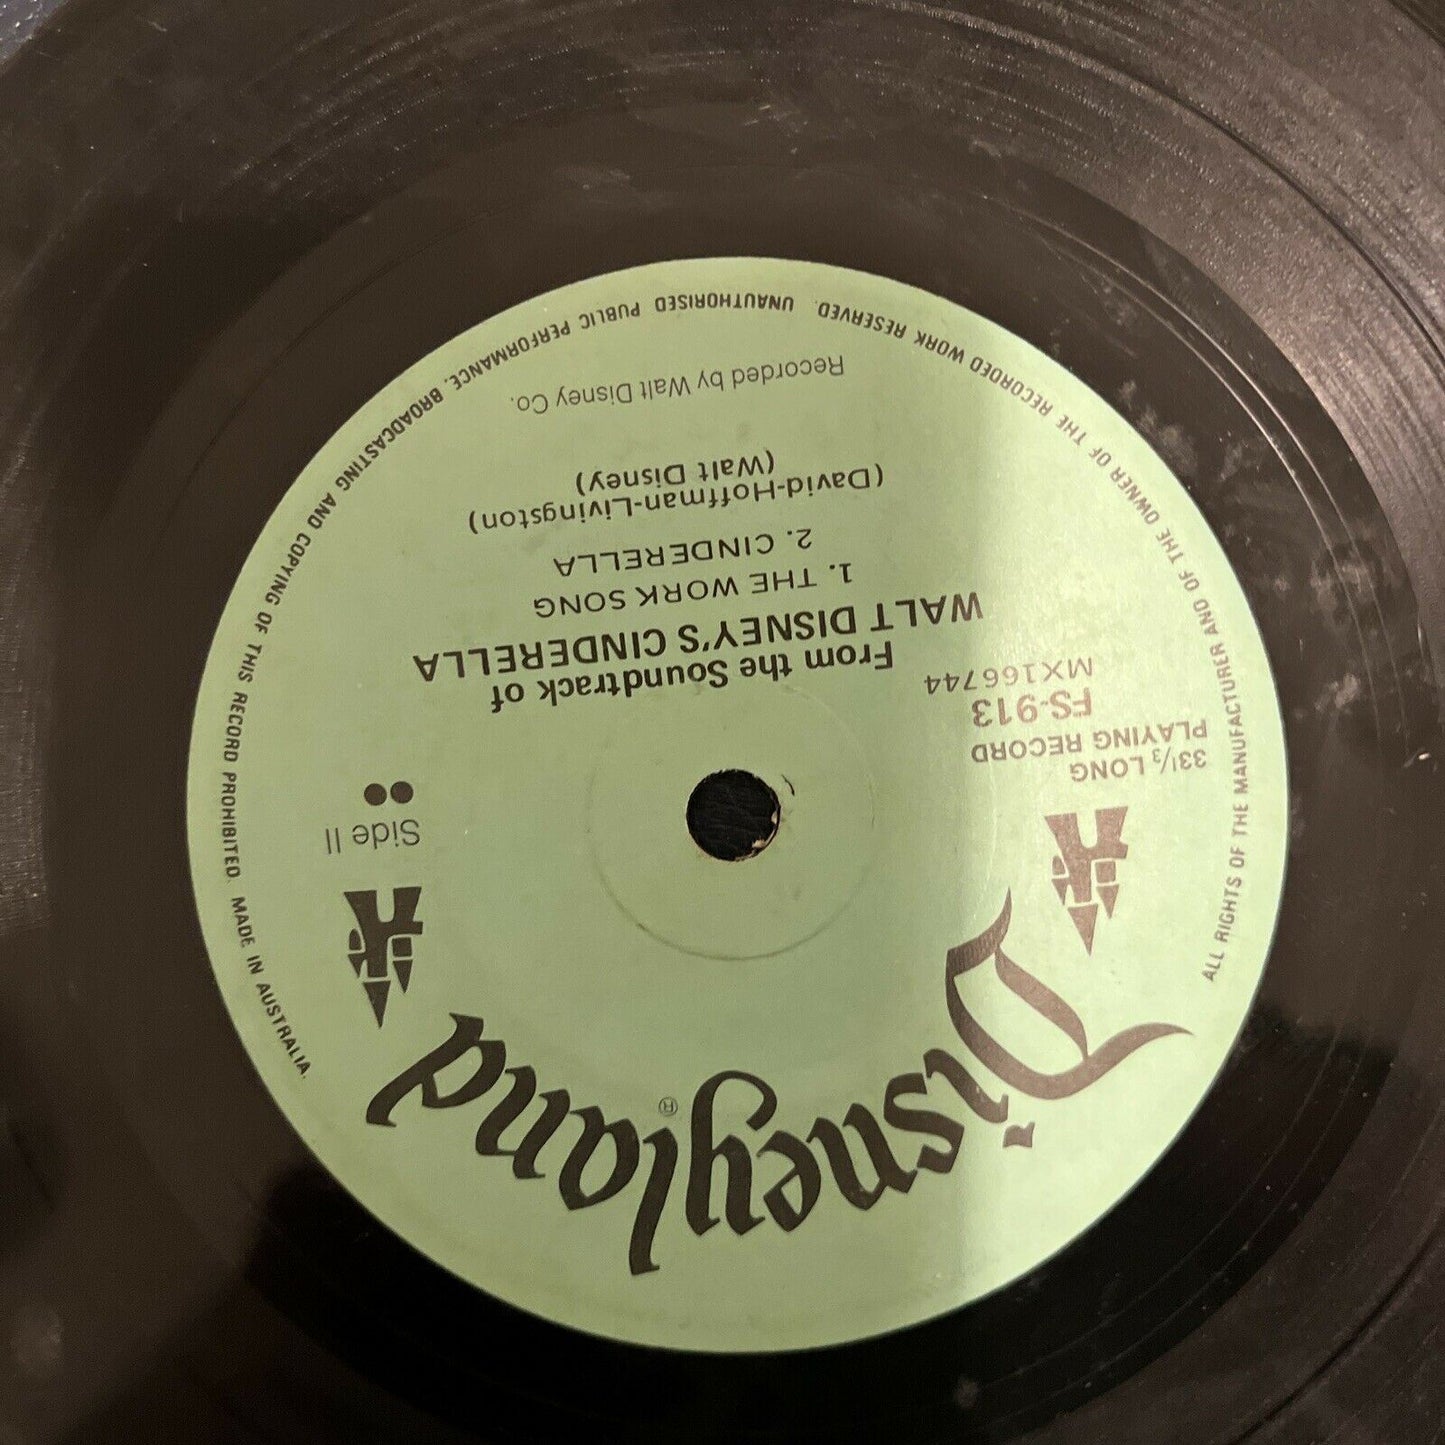 Disneyland
®
33⅓ LONG
PLAYING RECORD
FS-913
MX166744
Side II
From the Soundtrack of
WALT DISNEY'S CINDERELLA
1. THE WORK SONG
2. CINDERELLA
(David-Hoffman-Livingston)
(Walt Disney)
Recorded by Walt Disney Co.
ALL RIGHTS OF THE MANUFACTURER AND OF THE OWNER OF THE RECORDED WORK RESERVED. UNAUTHORISED PUBLIC PERFORMANCE. BROADCASTING AND COPYING OF THIS RECORD PROHIBITED. MADE IN AUSTRALIA.